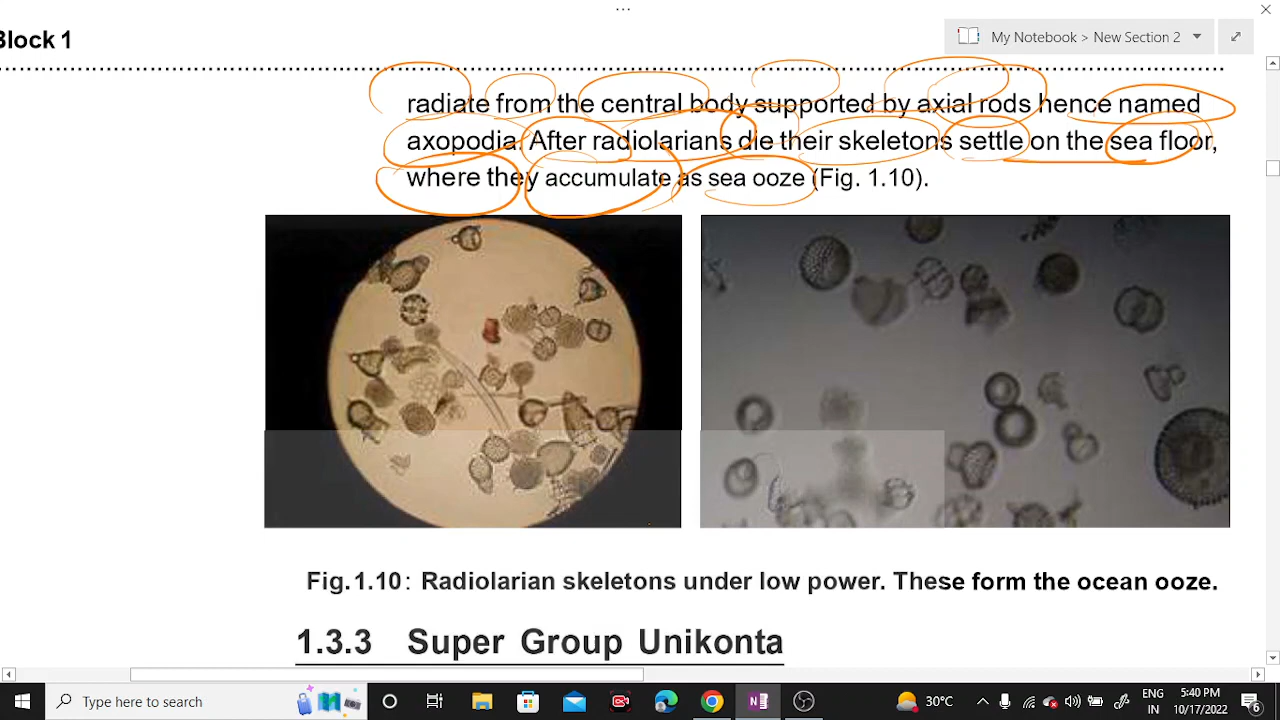 ...
Block 1
My Notebook > New Section 2
radiate from the central body supported by axial rods hence named
axopodia. After radiolarians die their skeletons settle on the sea floor,
where they accumulate as sea ooze (Fig. 1.10).
Fig.1.10: Radiolarian skeletons under low power. These form the ocean ooze.
1.3.3 Super Group Unikonta
Type here to search
30°C
ENG
IN
5:40 PM
10/17/2022
6